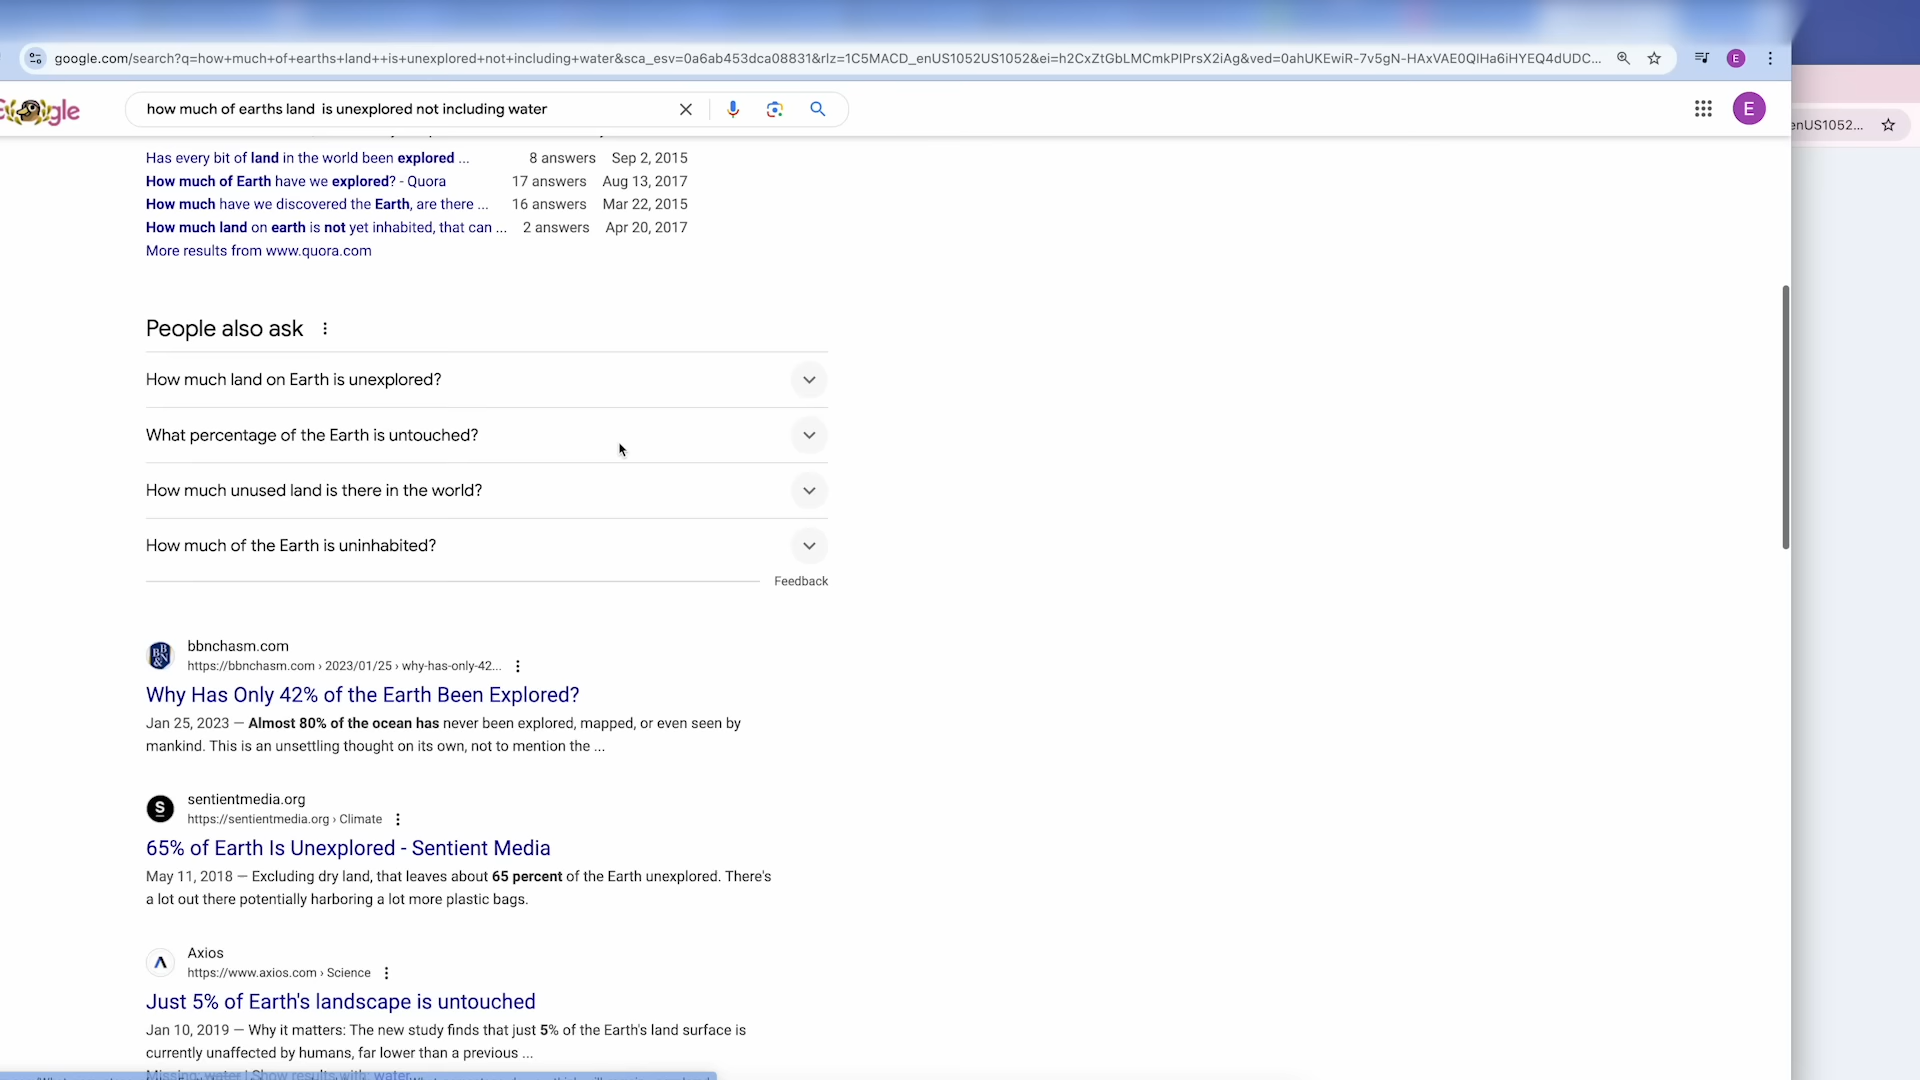 google.com/search?q=how+much+of+earths+land++is+unexplored+not+including+water&sca_esv=0a6ab453dca08831&rlz=1C5MACD_enUS1052US1052&ei=h2CxZtGbLMCmkPIPrsX2iAg&ved=0ahUKEwiR-7v5gN-HAxVAE0QIHa6iHYEQ4dUDC...
enUS1052...
gle
how much of earths land  is unexplored not including water
E
E
Has every bit of land in the world been explored ... 8 answers Sep 2, 2015
How much of Earth have we explored? - Quora 17 answers Aug 13, 2017
How much have we discovered the Earth, are there ... 16 answers Mar 22, 2015
How much land on earth is not yet inhabited, that can ... 2 answers Apr 20, 2017
More results from www.quora.com
People also ask
How much land on Earth is unexplored?
What percentage of the Earth is untouched?
How much unused land is there in the world?
How much of the Earth is uninhabited?
Feedback
BB&N
bbnchasm.com
https://bbnchasm.com › 2023/01/25 › why-has-only-42...
Why Has Only 42% of the Earth Been Explored?
Jan 25, 2023 — Almost 80% of the ocean has never been explored, mapped, or even seen by
mankind. This is an unsettling thought on its own, not to mention the ...
S
sentientmedia.org
https://sentientmedia.org › Climate
65% of Earth Is Unexplored - Sentient Media
May 11, 2018 — Excluding dry land, that leaves about 65 percent of the Earth unexplored. There's
a lot out there potentially harboring a lot more plastic bags.
Axios
https://www.axios.com › Science
Just 5% of Earth's landscape is untouched
Jan 10, 2019 — Why it matters: The new study finds that just 5% of the Earth's land surface is
currently unaffected by humans, far lower than a previous ...
Missing: water | Show results with: water